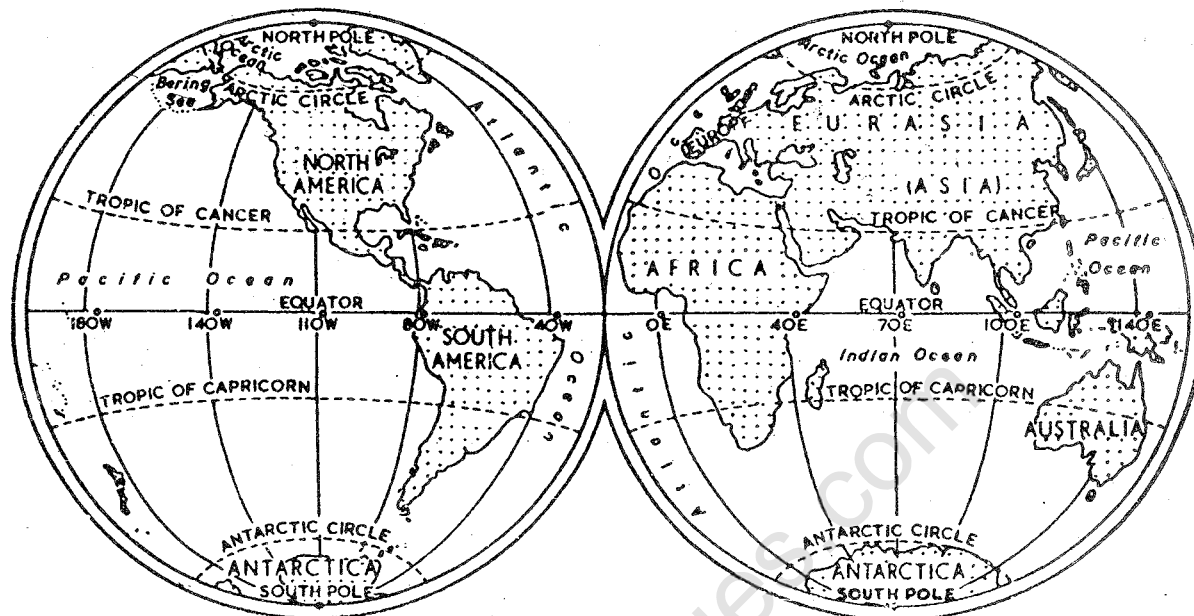 NORTH POLE
Arctic
Ocean
Bering
Sea
ARCTIC CIRCLE
Atlantic
NORTH
AMERICA
TROPIC OF CANCER
Pacific Ocean
EQUATOR
180W 140W 110W 80W 40W
SOUTH
AMERICA
Ocean
TROPIC OF CAPRICORN
ANTARCTIC CIRCLE
ANTARCTICA
SOUTH POLE
NORTH POLE
Arctic Ocean
ARCTIC CIRCLE
Ocean
EUROPE
EURASIA
(ASIA)
TROPIC OF CANCER
Pacific
Ocean
AFRICA
EQUATOR
0E 40E 70E 100E 140E
Atlantic
Indian Ocean
TROPIC OF CAPRICORN
AUSTRALIA
ANTARCTIC CIRCLE
ANTARCTICA
SOUTH POLE